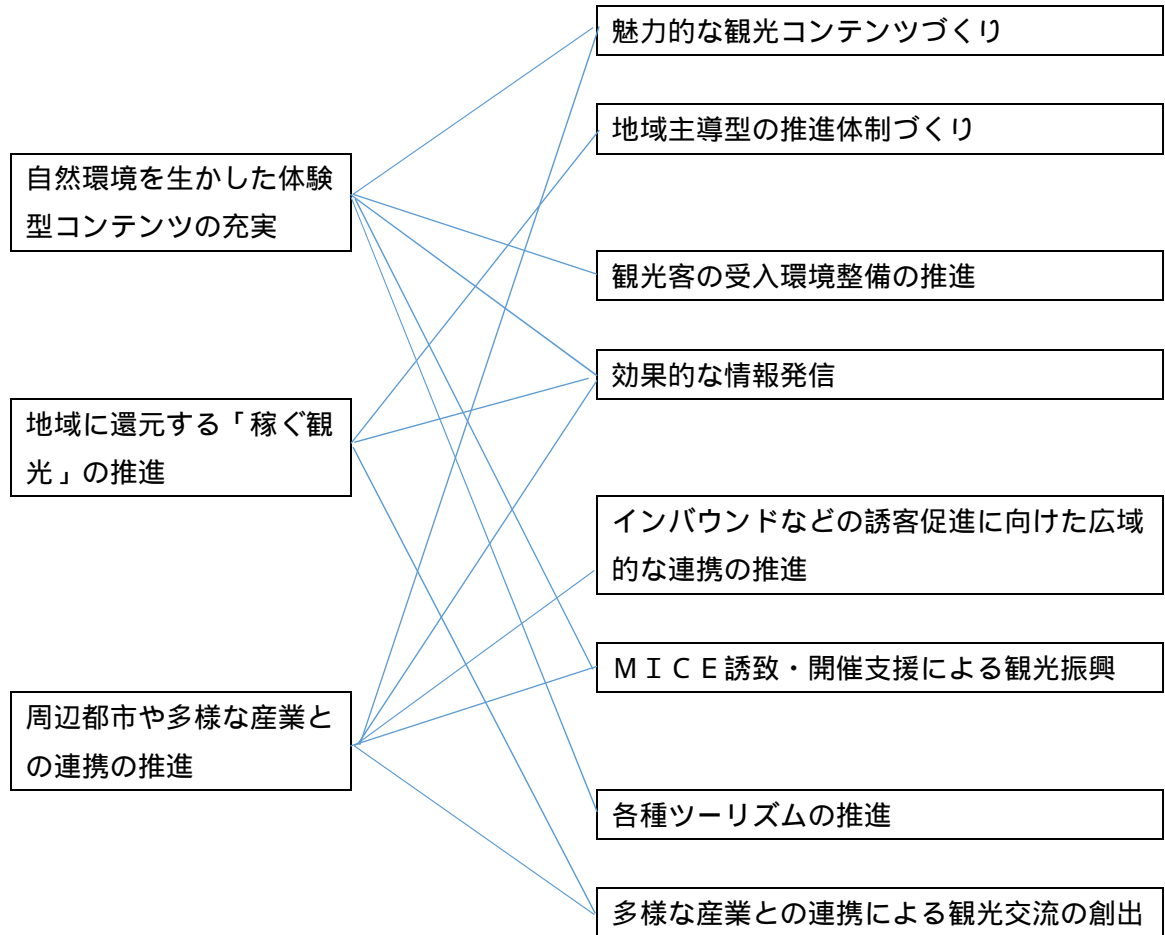 自然環境を生かした体験
型コンテンツの充実
地域に還元する「稼ぐ観
光」の推進
周辺都市や多様な産業と
の連携の推進
魅力的な観光コンテンツづくり
地域主導型の推進体制づくり
観光客の受入環境整備の推進
効果的な情報発信
インバウンドなどの誘客促進に向けた広域
的な連携の推進
ＭＩＣＥ誘致・開催支援による観光振興
各種ツーリズムの推進
多様な産業との連携による観光交流の創出